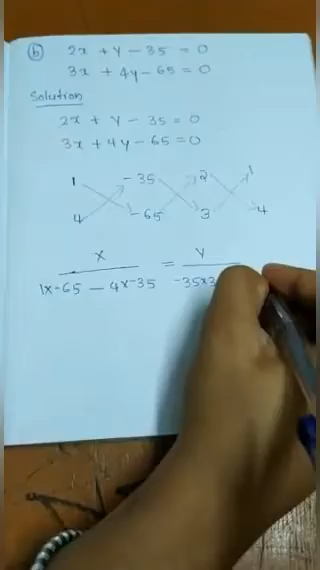 (b) 2x + y - 35 = 0
3x + 4y - 65 = 0
Solution
2x + y - 35 = 0
3x + 4y - 65 = 0
1 -35 2 1
4 -65 3 4
x = y
1x-65 - 4x-35 -35x3